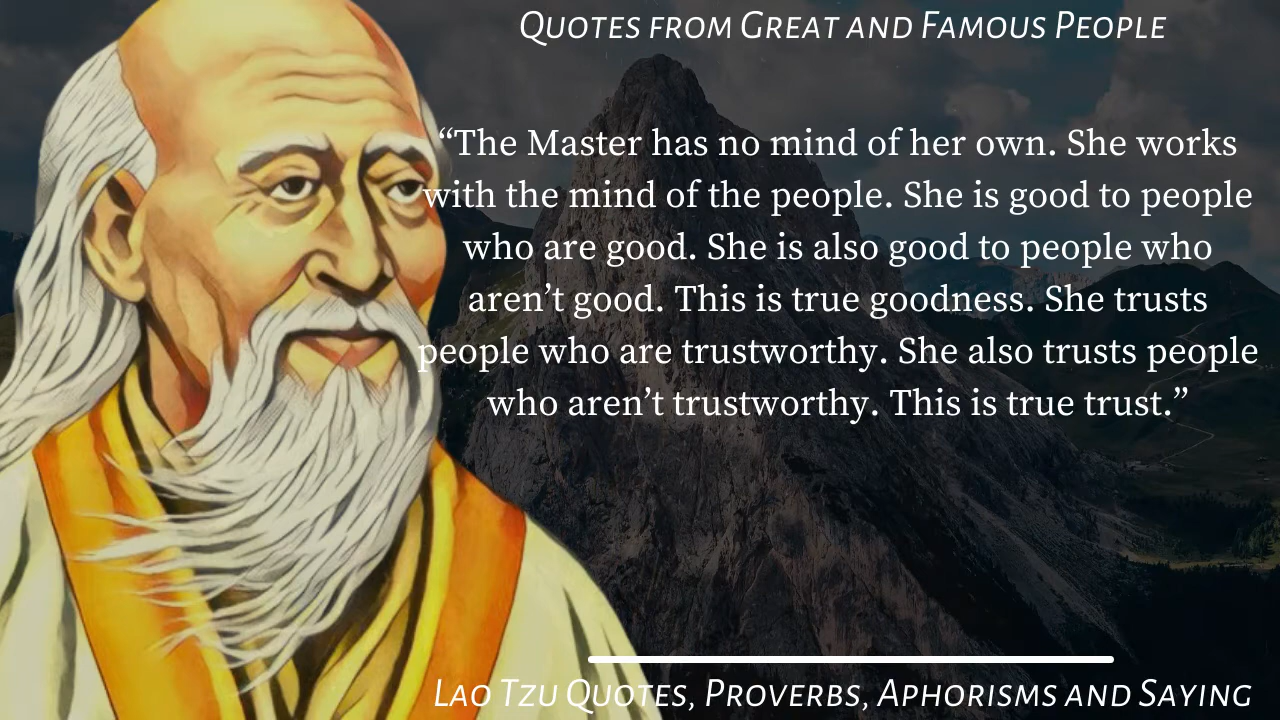 Quotes from Great and Famous People
“The Master has no mind of her own. She works
with the mind of the people. She is good to people
who are good. She is also good to people who
aren’t good. This is true goodness. She trusts
people who are trustworthy. She also trusts people
who aren’t trustworthy. This is true trust.”
Lao Tzu Quotes, Proverbs, Aphorisms and Saying